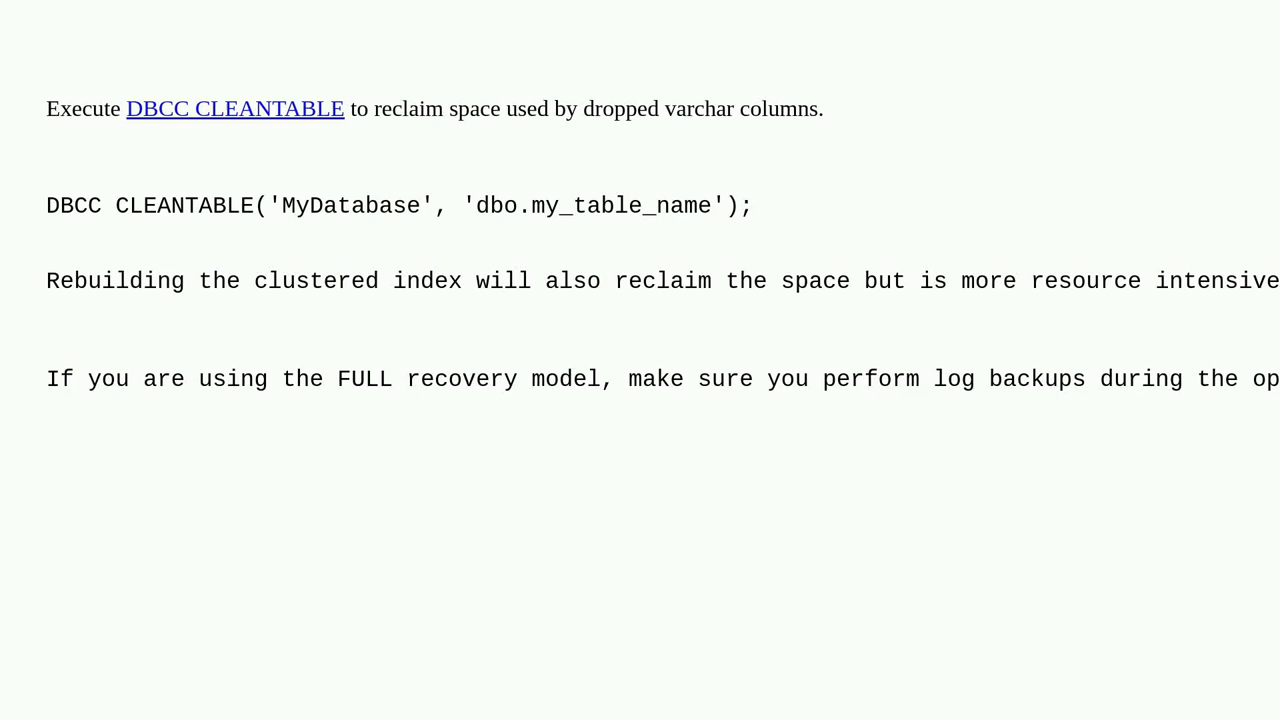 Execute DBCC CLEANTABLE to reclaim space used by dropped varchar columns.
DBCC CLEANTABLE('MyDatabase', 'dbo.my_table_name');
Rebuilding the clustered index will also reclaim the space but is more resource intensive
If you are using the FULL recovery model, make sure you perform log backups during the